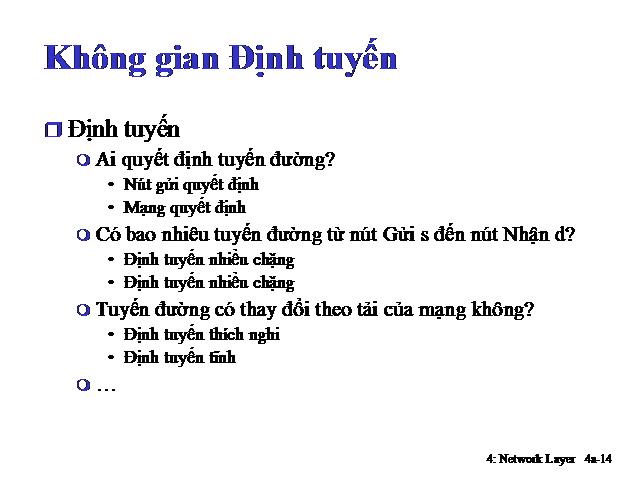 Không gian Định tuyến
Định tuyến
Ai quyết định tuyến đường?
• Nút gửi quyết định
• Mạng quyết định
Có bao nhiêu tuyến đường từ nút Gửi s đến nút Nhận d?
• Định tuyến nhiều chặng
• Định tuyến nhiều chặng
Tuyến đường có thay đổi theo tải của mạng không?
• Định tuyến thích nghi
• Định tuyến tĩnh
…
4: Network Layer 4a-14